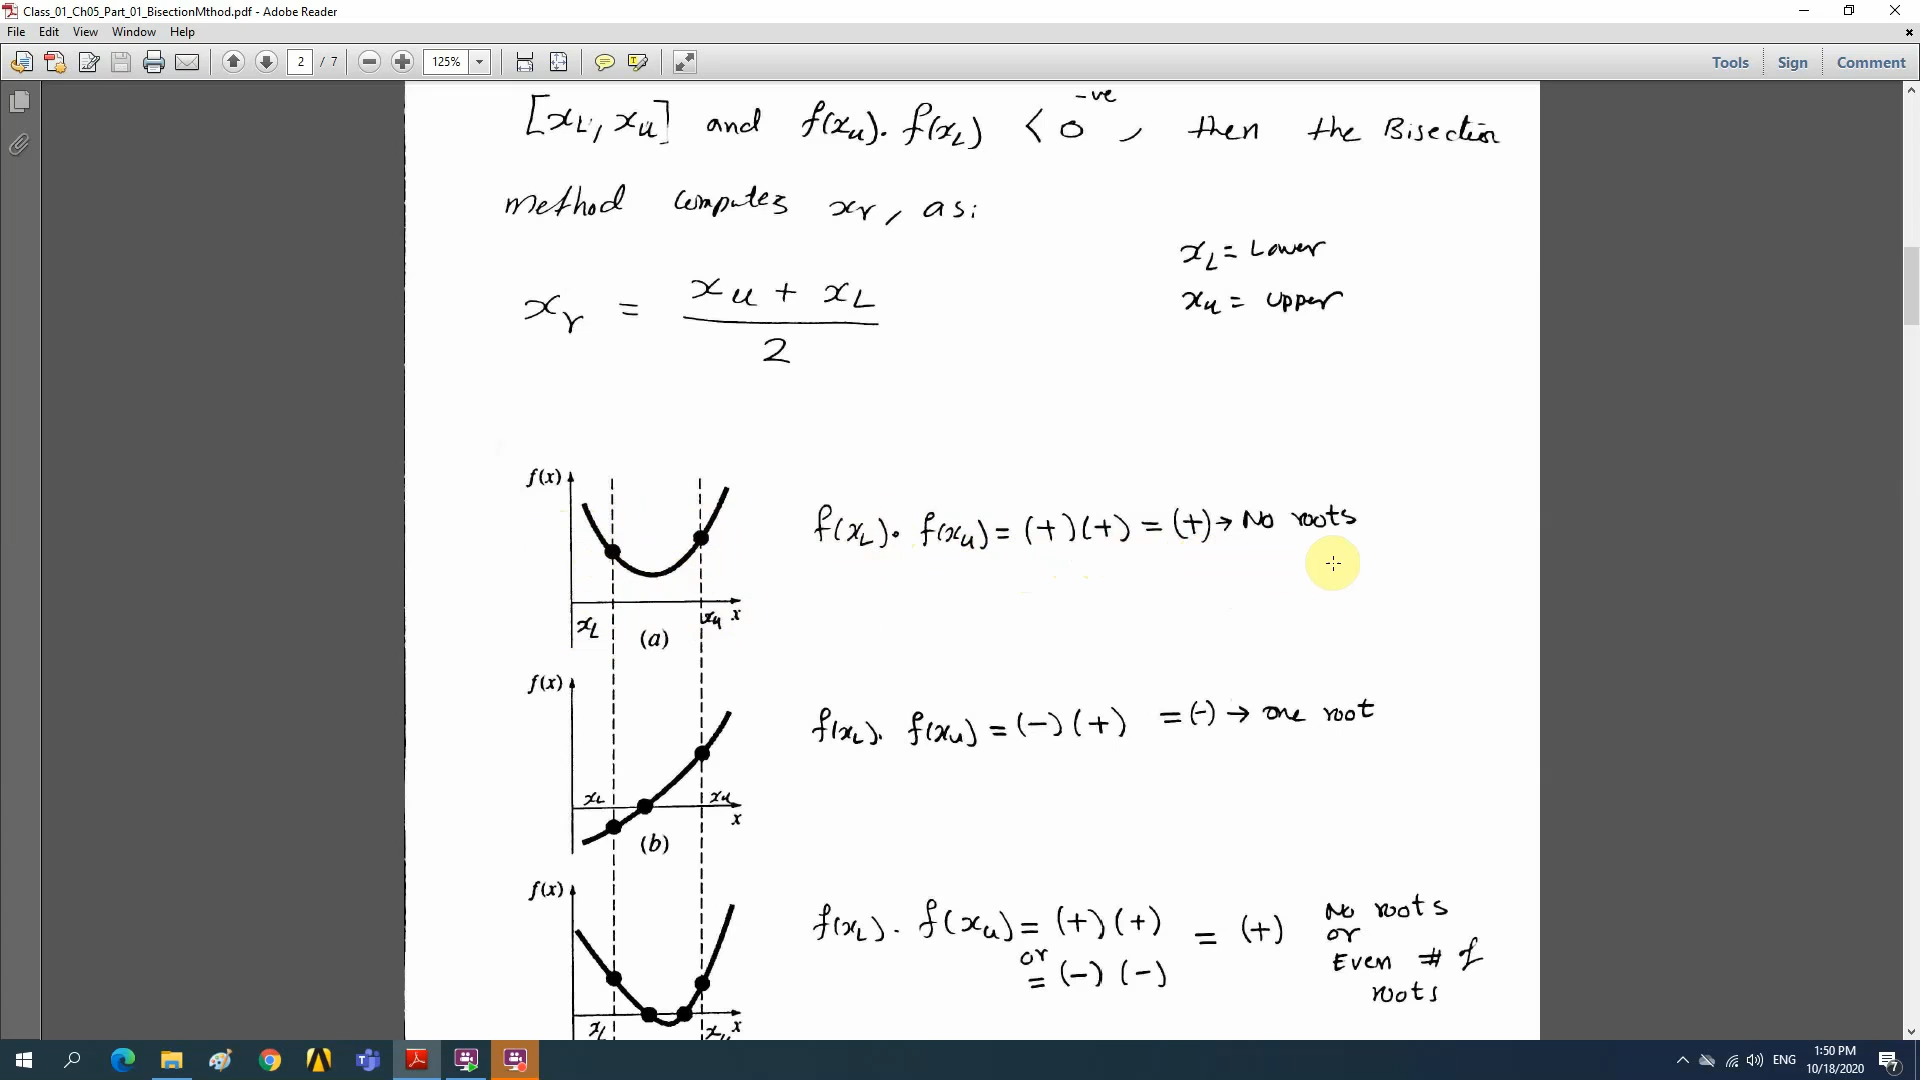 Class_01_Ch05_Part_01_BisectionMthod.pdf - Adobe Reader
File Edit View Window Help
2 / 7 125% Tools Sign Comment
-ve
[xL, xu] and f(xu). f(xL) < 0, then the Bisection
method computes xr, as:
xL = Lower
xu = upper
xr = xu + xL
2
f(x)
f(xL). f(xu) = (+)(+) = (+) → No roots
xL xu x
(a)
f(x)
f(xL). f(xu) = (-)(+) = (-) → one root
xL xu
x
(b)
f(x)
f(xL). f(xu) = (+)(+) = (+) No roots
or or
= (-)(-) Even # of
roots
xL xu x
ENG 1:50 PM
10/18/2020
7